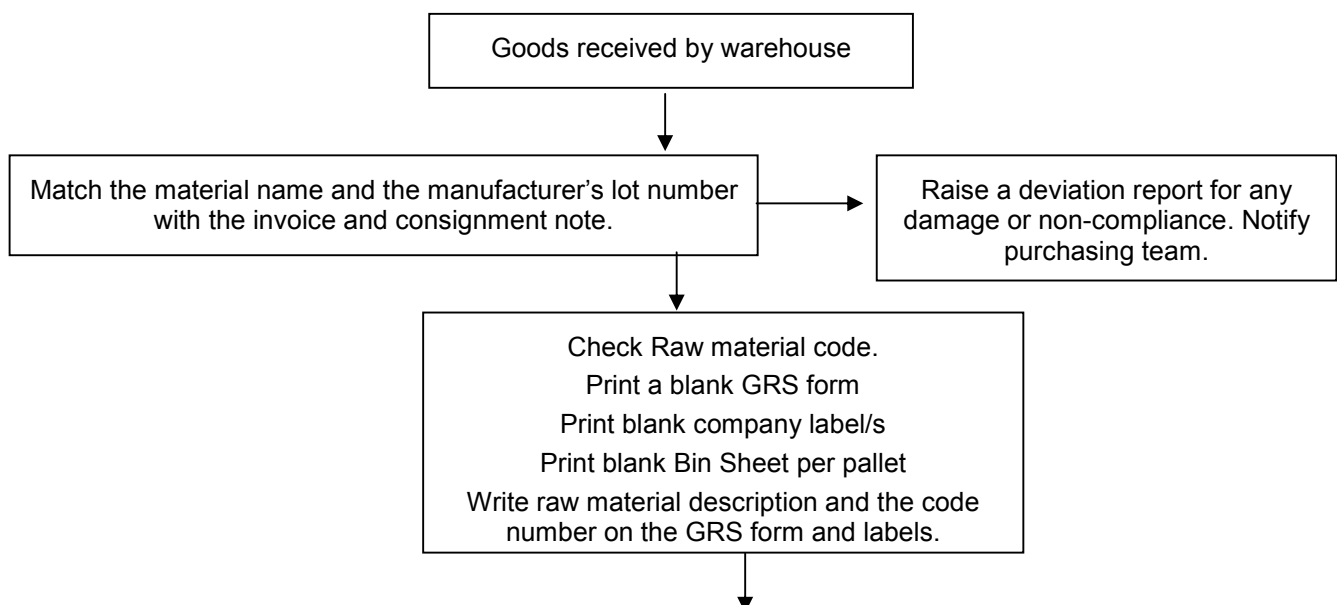 Goods received by warehouse
Match the material name and the manufacturer’s lot number
with the invoice and consignment note.
Raise a deviation report for any
damage or non-compliance. Notify
purchasing team.
Check Raw material code.
Print a blank GRS form
Print blank company label/s
Print blank Bin Sheet per pallet
Write raw material description and the code
number on the GRS form and labels.